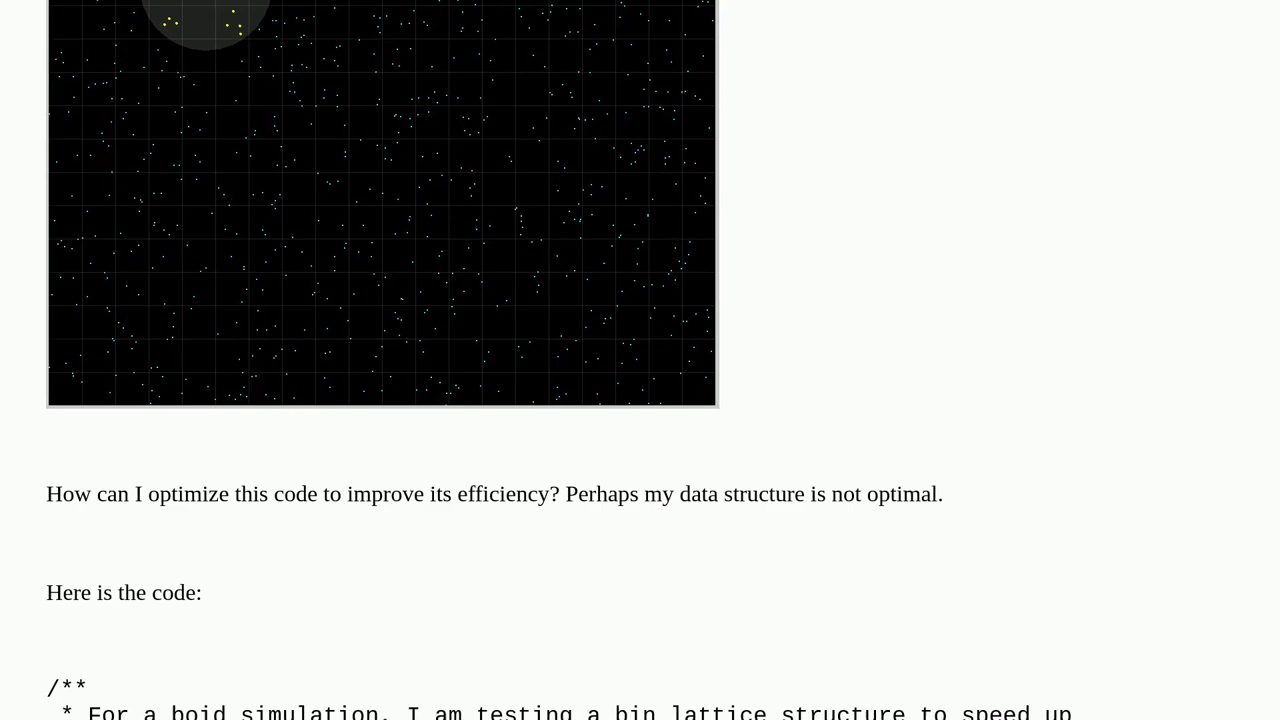 How can I optimize this code to improve its efficiency? Perhaps my data structure is not optimal.
Here is the code:
/**
* For a boid simulation, I am testing a bin lattice structure to speed up